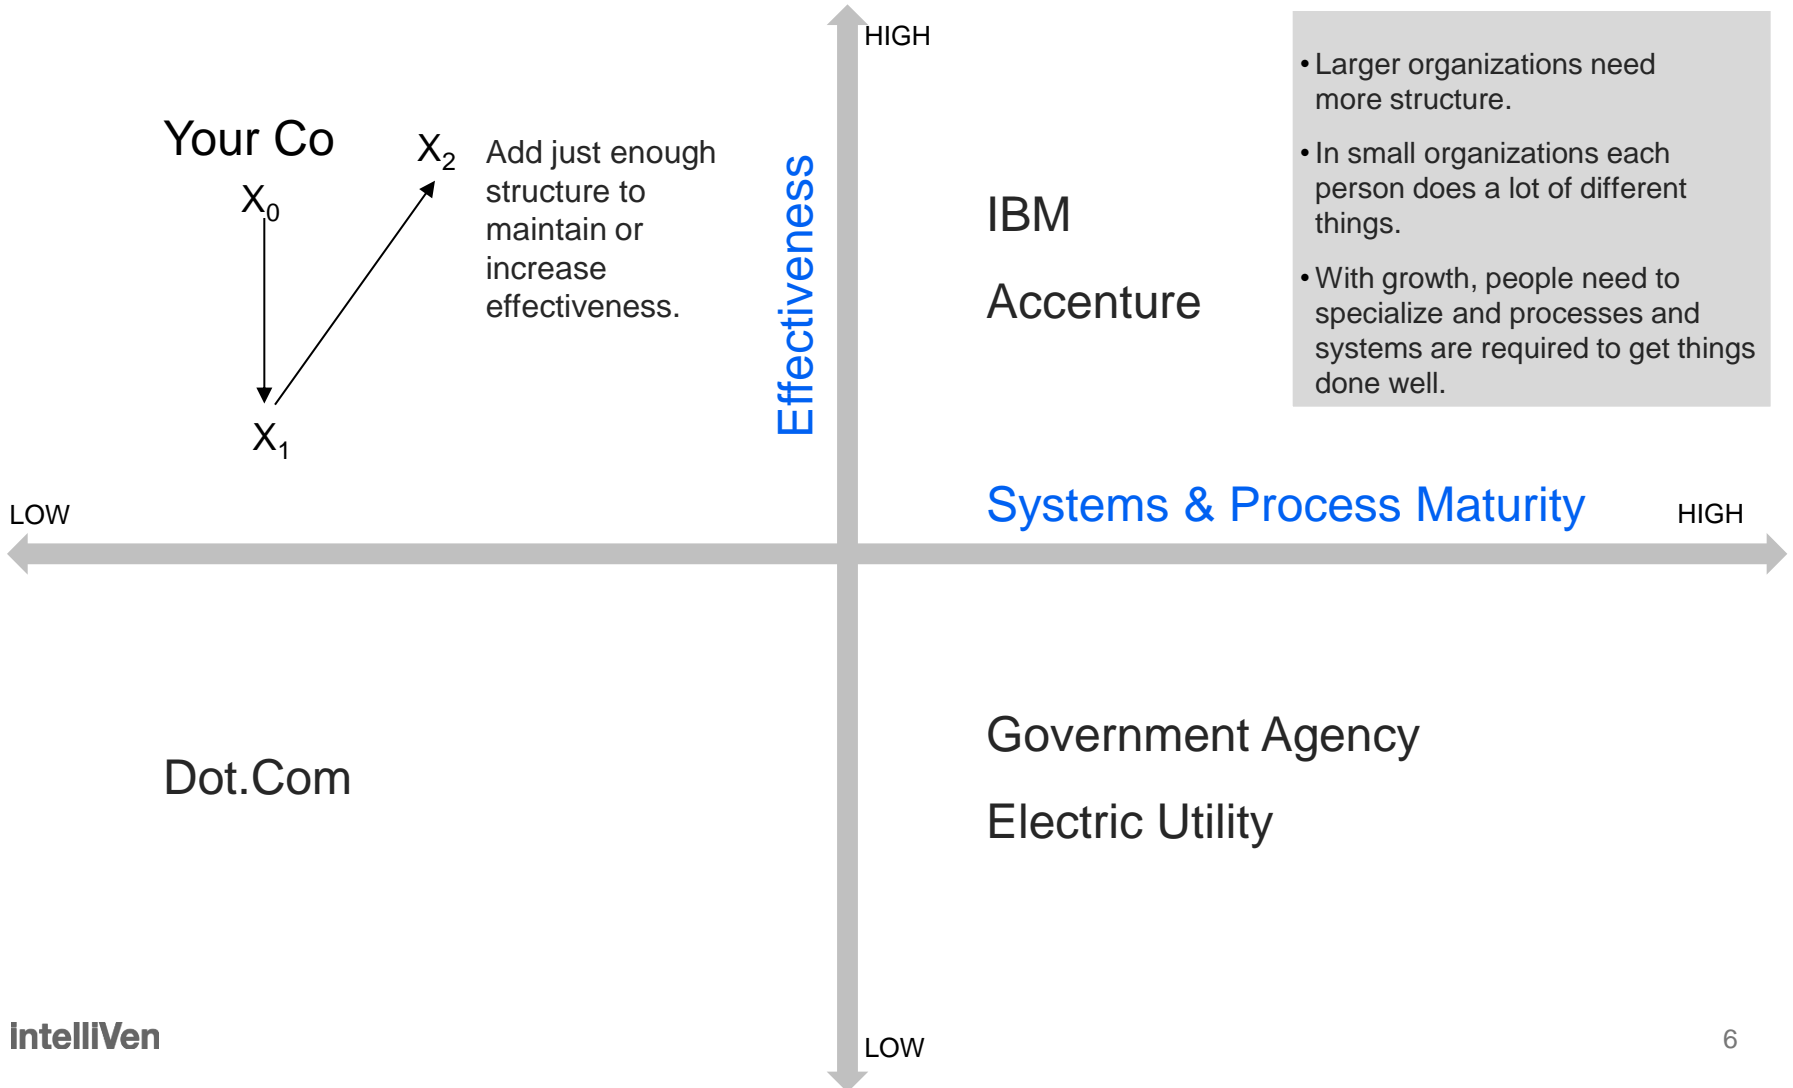 HIGH
Your Co
X₀
X₁
X₂
Add just enough
structure to
maintain or
increase
effectiveness.
Effectiveness
IBM
Accenture
• Larger organizations need
more structure.
• In small organizations each
person does a lot of different
things.
• With growth, people need to
specialize and processes and
systems are required to get things
done well.
LOW
Systems & Process Maturity
HIGH
Dot.Com
Government Agency
Electric Utility
intelliVen
LOW
6